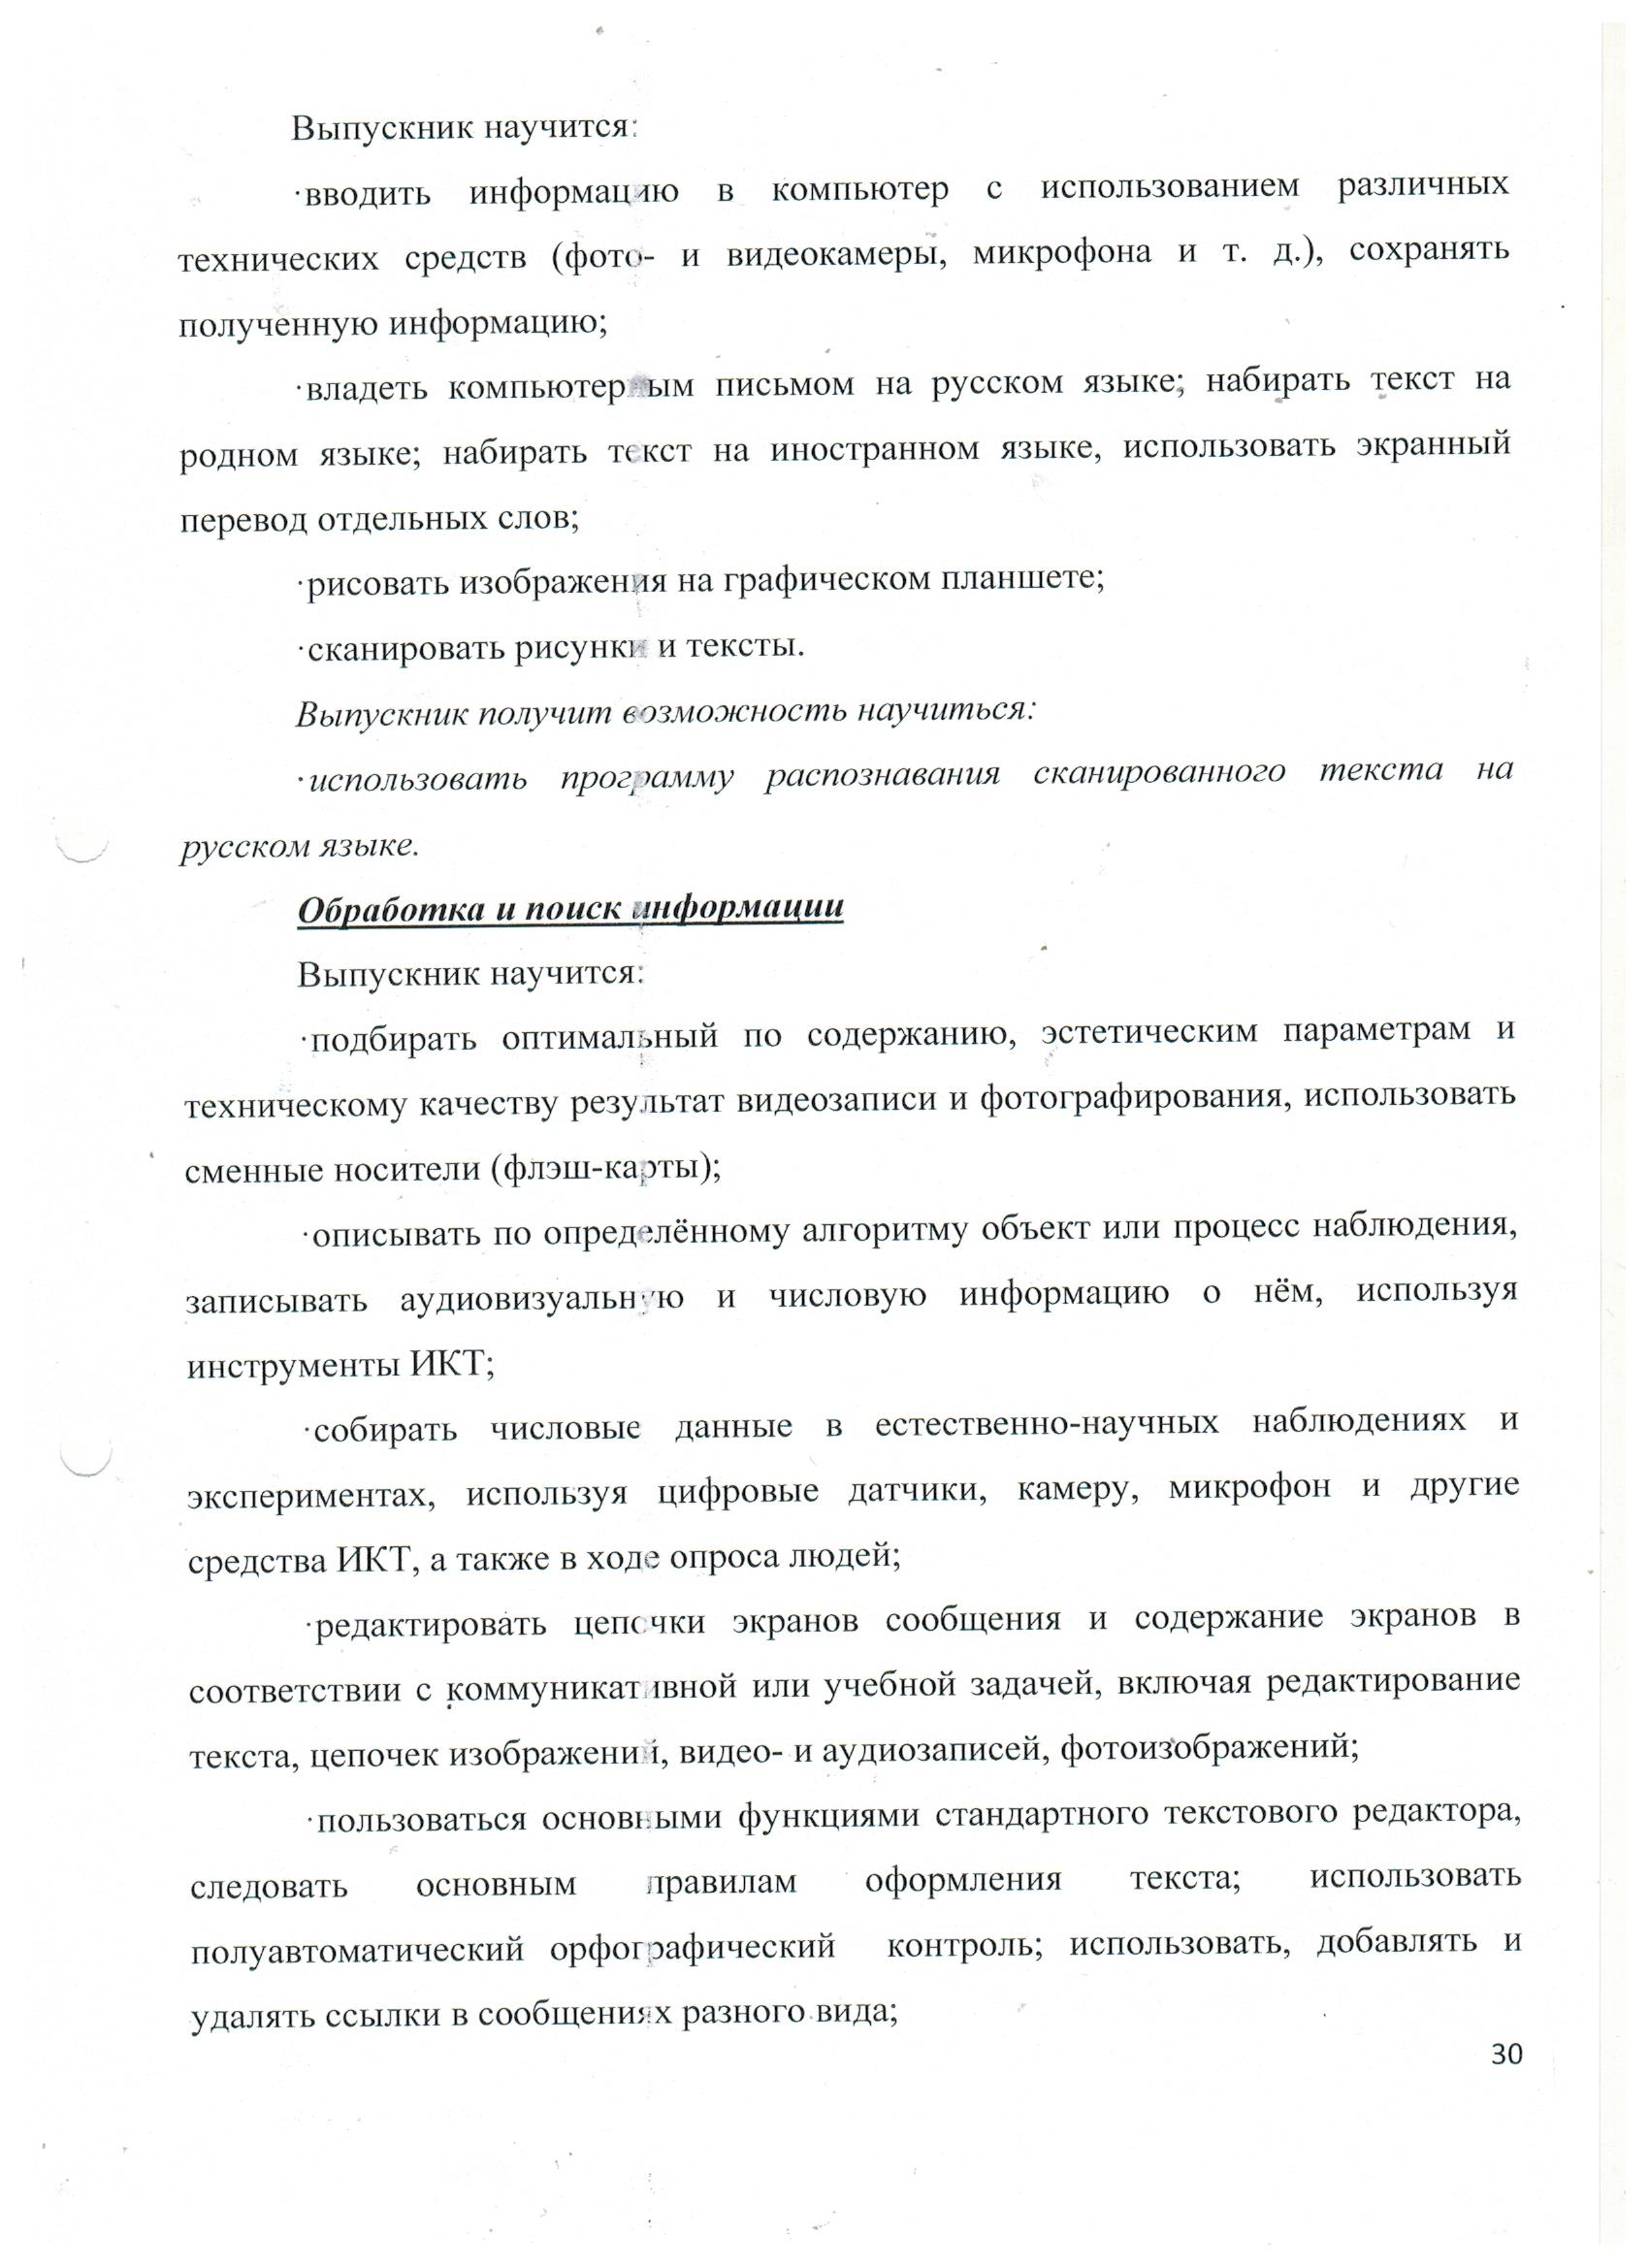 Выпускник научится:
·вводить информацию в компьютер с использованием различных
технических средств (фото- и видеокамеры, микрофона и т. д.), сохранять
полученную информацию;
·владеть компьютерным письмом на русском языке; набирать текст на
родном языке; набирать текст на иностранном языке, использовать экранный
перевод отдельных слов;
·рисовать изображения на графическом планшете;
·сканировать рисунки и тексты.
Выпускник получит возможность научиться:
·использовать программу распознавания сканированного текста на
русском языке.
Обработка и поиск информации
Выпускник научится:
·подбирать оптимальный по содержанию, эстетическим параметрам и
техническому качеству результат видеозаписи и фотографирования, использовать
сменные носители (флэш-карты);
·описывать по определённому алгоритму объект или процесс наблюдения,
записывать аудиовизуальную и числовую информацию о нём, используя
инструменты ИКТ;
·собирать числовые данные в естественно-научных наблюдениях и
экспериментах, используя цифровые датчики, камеру, микрофон и другие
средства ИКТ, а также в ходе опроса людей;
·редактировать цепочки экранов сообщения и содержание экранов в
соответствии с коммуникативной или учебной задачей, включая редактирование
текста, цепочек изображений, видео- и аудиозаписей, фотоизображений;
·пользоваться основными функциями стандартного текстового редактора,
следовать основным правилам оформления текста; использовать
полуавтоматический орфографический контроль; использовать, добавлять и
удалять ссылки в сообщениях разного вида;
30